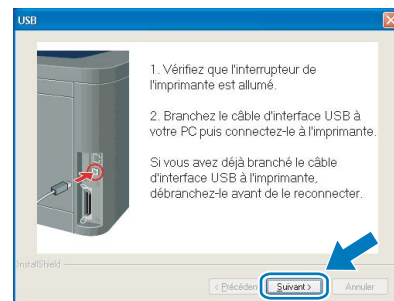 USB
1. Vérifiez que l'interrupteur de
l'imprimante est allumé.
2. Branchez le câble d'interface USB à
votre PC puis connectez-le à l'imprimante.
Si vous avez déjà branché le câble
d'interface USB à l'imprimante,
débranchez-le avant de le reconnecter.
InstallShield
< Précéden Suivant > Annuler